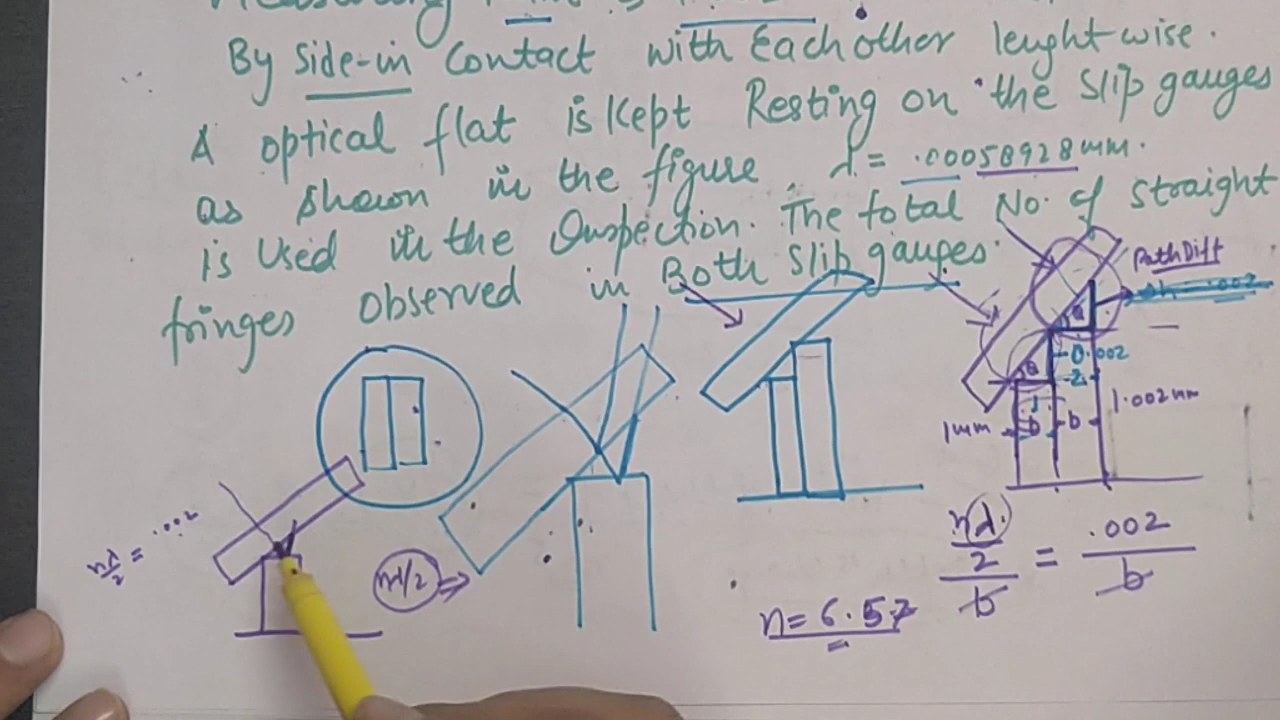 Measuring
By side-in contact with Each other lenght wise.
A optical flat is Kept Resting on the slip gauges
as shown in the figure, λ = .00058928 mm.
is Used in the Inspection. The total No. of straight
fringes observed in Both slip gauges.
Path Diff
0.002
1.002 mm
1mm
b
b
nλ/2 = .002
nλ/2
nλ/2 / b = .002 / b
n = 6.57